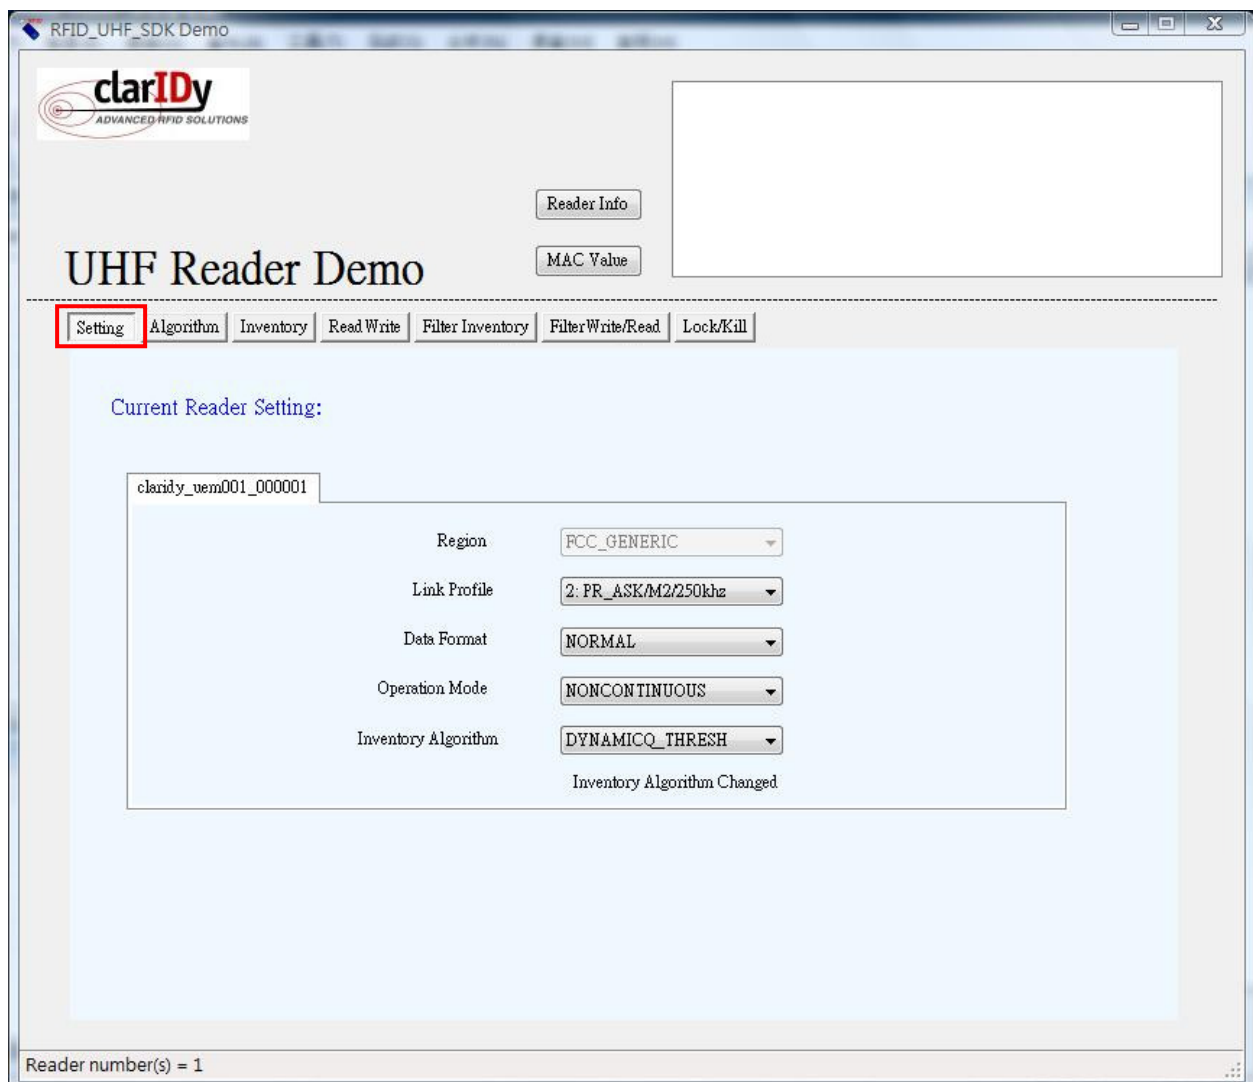 RFID_UHF_SDK Demo
clarIDy
ADVANCED RFID SOLUTIONS
Reader Info
UHF Reader Demo
MAC Value
Setting Algorithm Inventory Read Write Filter Inventory FilterWrite/Read Lock/Kill
Current Reader Setting:
claridy_uem001_000001
Region FCC_GENERIC
Link Profile 2: PR_ASK/M2/250khz
Data Format NORMAL
Operation Mode NONCONTINUOUS
Inventory Algorithm DYNAMICQ_THRESH
Inventory Algorithm Changed
Reader number(s) = 1